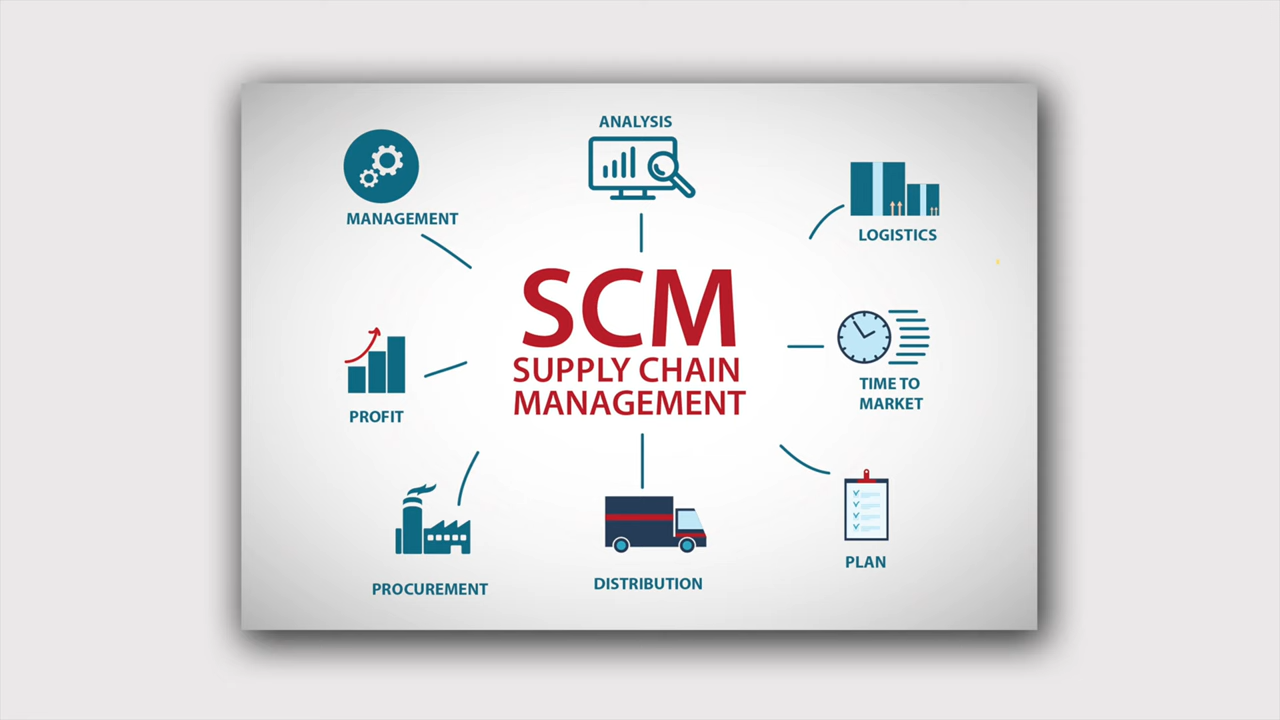 ANALYSIS
MANAGEMENT
LOGISTICS
SCM
SUPPLY CHAIN
MANAGEMENT
TIME TO
MARKET
PROFIT
PLAN
PROCUREMENT
DISTRIBUTION